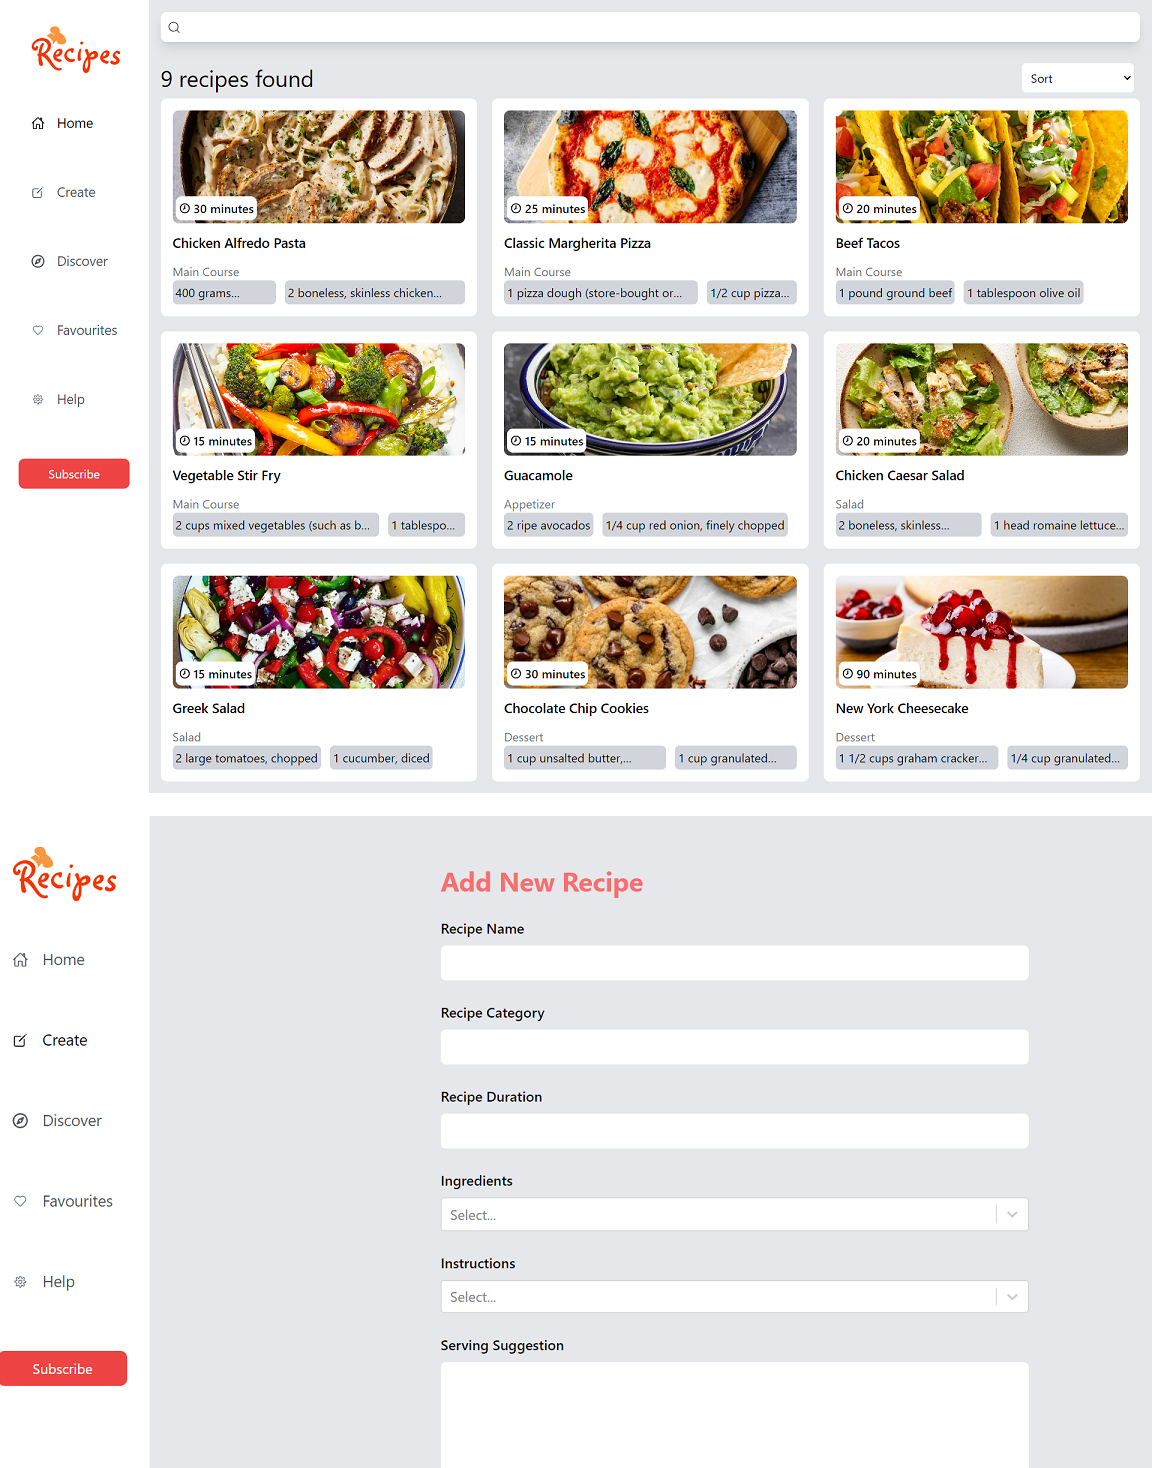 Recipes
Home
Create
Discover
Favourites
Help
Subscribe
9 recipes found
Sort
30 minutes
Chicken Alfredo Pasta
Main Course
400 grams...
2 boneless, skinless chicken...
25 minutes
Classic Margherita Pizza
Main Course
1 pizza dough (store-bought or...
1/2 cup pizza...
20 minutes
Beef Tacos
Main Course
1 pound ground beef
1 tablespoon olive oil
15 minutes
Vegetable Stir Fry
Main Course
2 cups mixed vegetables (such as b...
1 tablespo...
15 minutes
Guacamole
Appetizer
2 ripe avocados
1/4 cup red onion, finely chopped
20 minutes
Chicken Caesar Salad
Salad
2 boneless, skinless...
1 head romaine lettuce...
15 minutes
Greek Salad
Salad
2 large tomatoes, chopped
1 cucumber, diced
30 minutes
Chocolate Chip Cookies
Dessert
1 cup unsalted butter,...
1 cup granulated...
90 minutes
New York Cheesecake
Dessert
1 1/2 cups graham cracker...
1/4 cup granulated...
Recipes
Home
Create
Discover
Favourites
Help
Subscribe
Add New Recipe
Recipe Name
Recipe Category
Recipe Duration
Ingredients
Select...
Instructions
Select...
Serving Suggestion